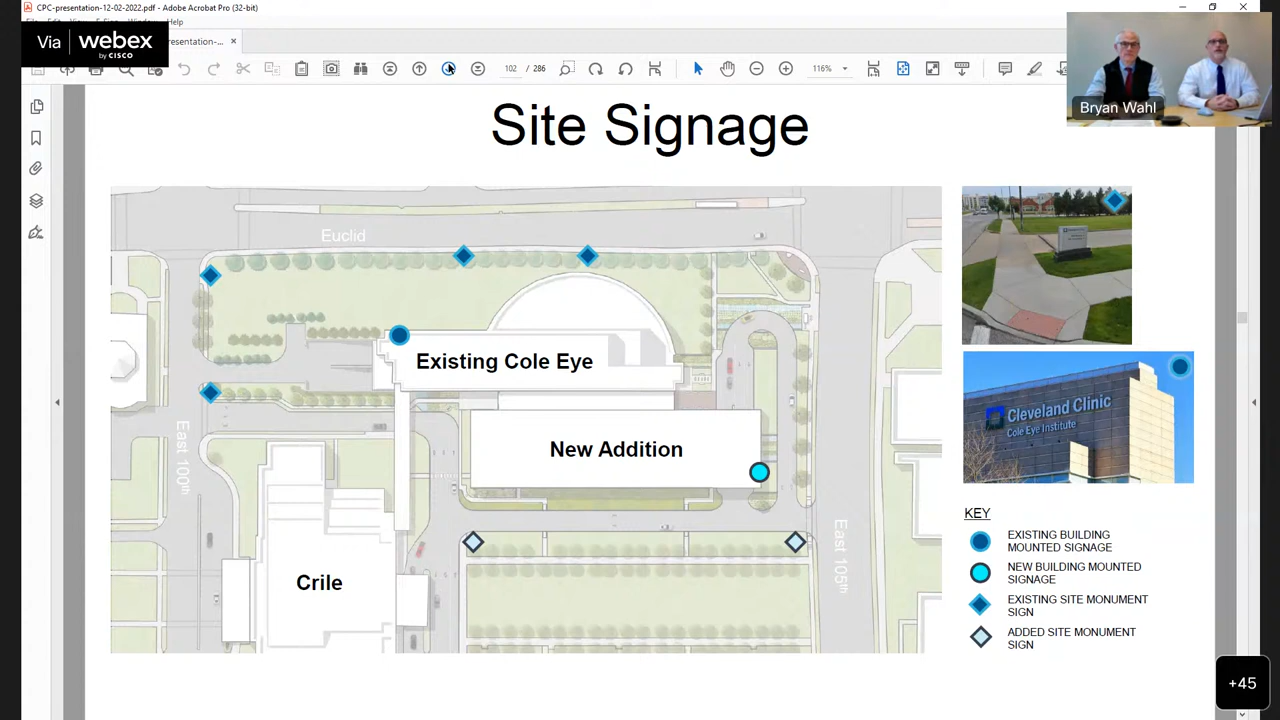 CPC-presentation-12-02-2022.pdf - Adobe Acrobat Pro (32-bit)
Help
Via webex
by CISCO
resentation-...
102 286
116%
Bryan Wahl
Site Signage
Euclid
Existing Cole Eye
New Addition
East 100th
Crile
East 105th
Cleveland Clinic
Cole Eye Institute
KEY
EXISTING BUILDING
MOUNTED SIGNAGE
NEW BUILDING MOUNTED
SIGNAGE
EXISTING SITE MONUMENT
SIGN
ADDED SITE MONUMENT
SIGN
+45